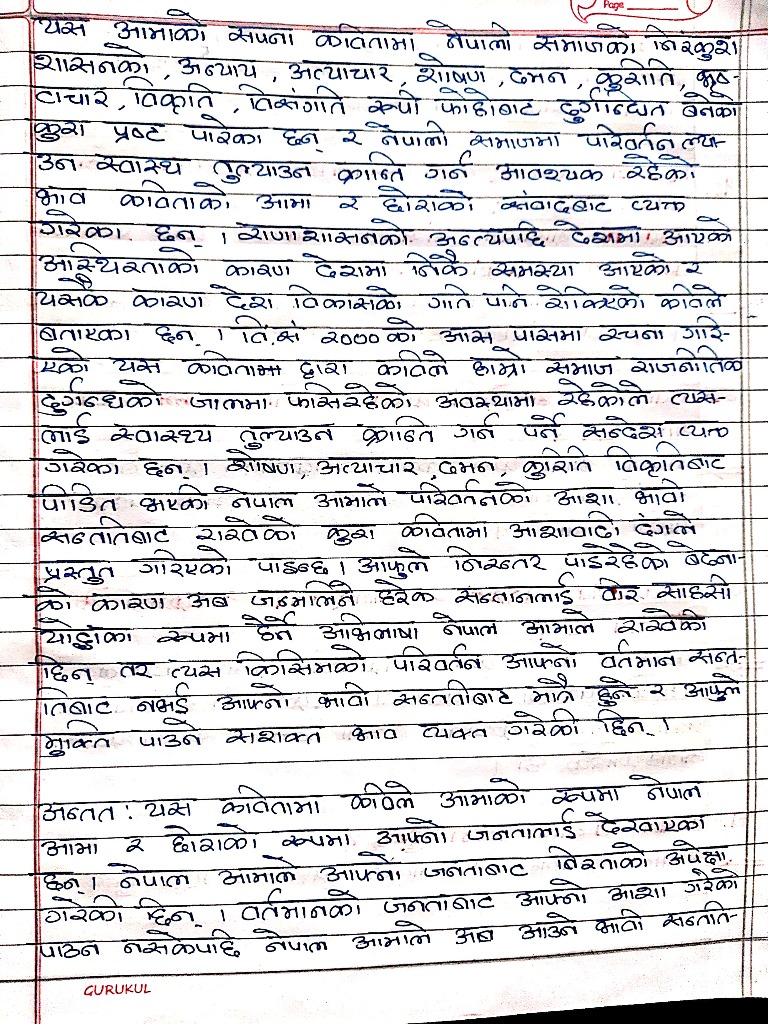 Page
यस आमाको सपना कवितामा नेपाली समाजको निरंकुश
शासनको, अन्याय, अत्याचार, शोषण, दमन, कुरीति, भ्रष्-
टाचार, विकृति, विसंगति रूपी फोहोबाट दुर्गन्धित बनेको
कुरा प्रष्ट पारेका छन् र नेपाली समाजमा परिवर्तन ल्या-
उन स्वास्थ तुल्याउन क्रान्ति गर्न आवश्यक रहेको
भाव कविताको आमा र छोराको संवादबाट व्यक्त
गरेका छन् । राणाशासनको अन्त्यपछि देशमा आएको
अस्थिरताको कारण देशमा निकै समस्या आएको र
यसकै कारण देश विकासको गति पनि रोकिएको कविले
बताएका छन् । वि.सं २००० को आस पासमा रचना गरि-
एको यस कवितामा द्वारा कविले हाम्रो समाज राजनीतिक
दुर्गन्धको जालमा फसिरहेको अवस्थामा रहेकोले त्यस-
लाई स्वास्थ्य तुल्याउन क्रान्ति गर्न पर्ने सन्देश व्यक्त
गरेका छन् । शोषण, अत्याचार, दमन, कुरीति विकृतिबाट
पीडित भएकी नेपाल आमाले परिवर्तनको आशा भावी
सन्ततिबाट राखेको कुरा कवितामा आशावादी ढंगले
प्रस्तुत गरिएको पाइन्छ । आफुले निरन्तर पाइरहेको बेदना-
को कारण अब जन्मलिने हरेक सन्तानलाई वीर साहसी
योद्धाका रूपमा हेर्ने अभिलाषा नेपाल आमाले राखेकी
छिन् तर त्यस किसिमको परिवर्तन आफ्नो वर्तमान सन्त-
तिबाट नभई आफ्नो भावी सन्ततीबाट मात्रै हुने र आफुले
मुक्ति पाउने सशक्त भाव व्यक्त गरेकी छिन् ।
अन्तत: यस कवितामा कविले आमाको रूपमा नेपाल
आमा र छोराको रूपमा आफ्नो जनतालाई देखाएका
छन् । नेपाल आमाले आफ्नो जनताबाट बिरताको अपेक्षा
गरेकी छिन् । वर्तमानको जनताबाट आफ्नो आशा गरेको
पाउन नसकेपछि नेपाल आमाले अब आउने भावी सन्तति-
GURUKUL